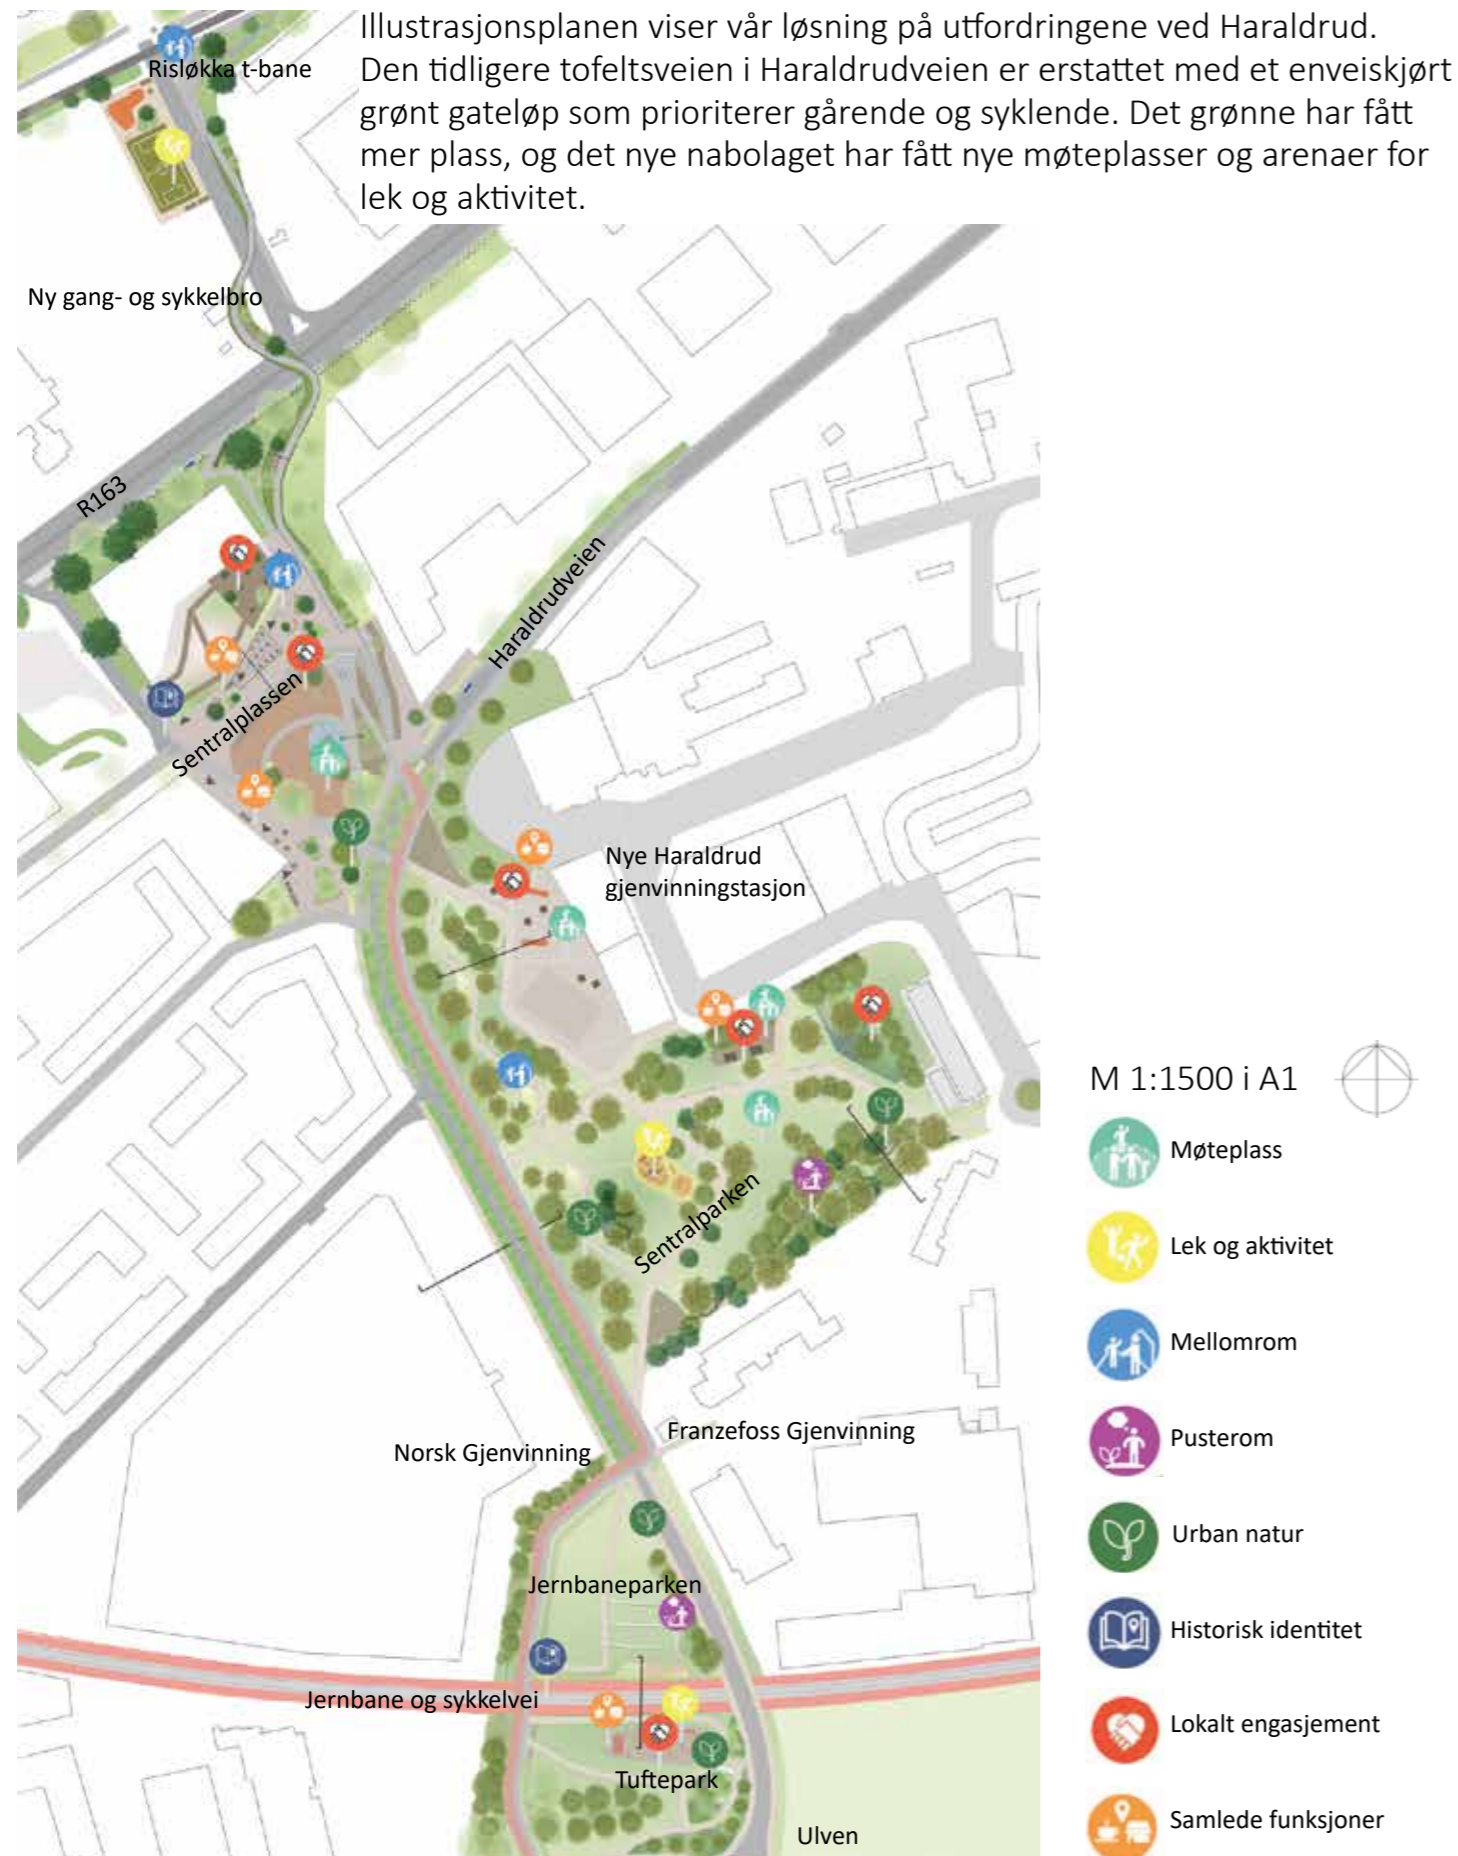 Illustrasjonsplanen viser vår løsning på utfordringene ved Haraldrud.
Den tidligere tofeltsveien i Haraldrudveien er erstattet med et enveiskjørt
grønt gateløp som prioriterer gårende og syklende. Det grønne har fått
mer plass, og det nye nabolaget har fått nye møteplasser og arenaer for
lek og aktivitet.
Risløkka t-bane
Ny gang- og sykkelbro
R163
Haraldrudveien
Sentralplassen
Nye Haraldrud
gjenvinningstasjon
Sentralparken
Franzefoss Gjenvinning
Norsk Gjenvinning
Jernbaneparken
Jernbane og sykkelvei
Tuftepark
Ulven
M 1:1500 i A1
Møteplass
Lek og aktivitet
Mellomrom
Pusterom
Urban natur
Historisk identitet
Lokalt engasjement
Samlede funksjoner